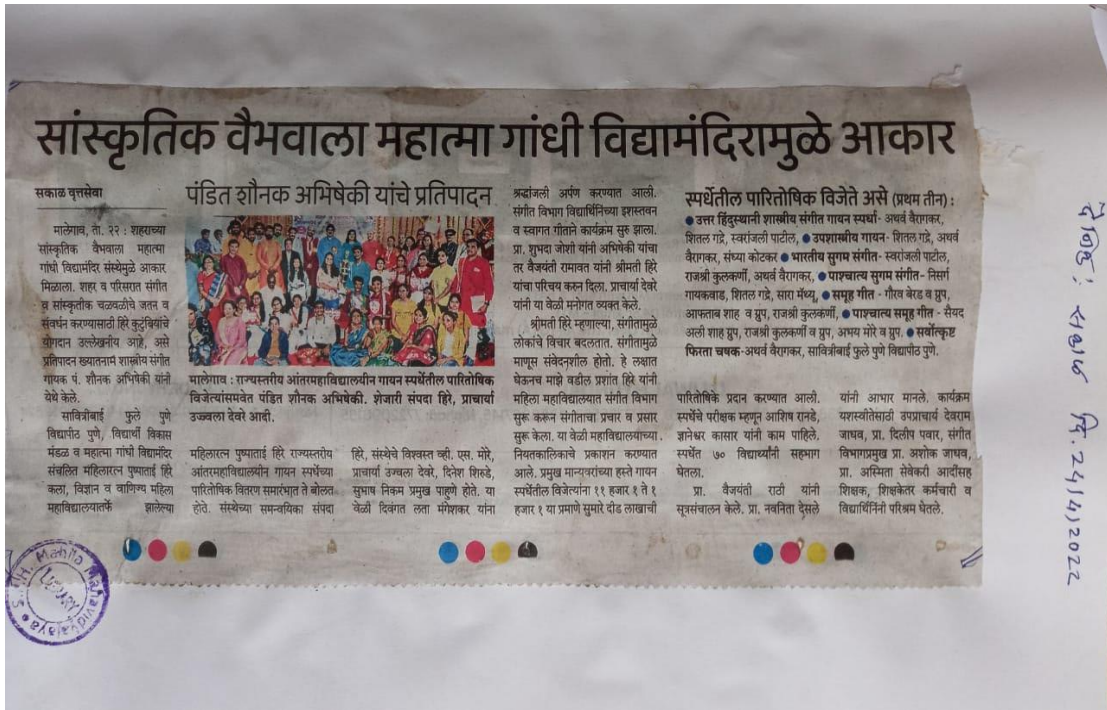 सांस्कृतिक वैभवाला महात्मा गांधी विद्यामंदिरामुळे आकार
सकाळ वृत्तसेवा
पंडित शौनक अभिषेकी यांचे प्रतिपादन
मालेगाव, ता. २२ : शहराच्या
सांस्कृतिक वैभवाला महात्मा
गांधी विद्यामंदिर संस्थेमुळे आकार
मिळाला. शहर व परिसरात संगीत
व सांस्कृतीक चळवळीचे जतन व
संवर्धन करण्यासाठी हिरे कुटुंबियांचे
योगदान उल्लेखनीय आहे, असे
प्रतिपादन ख्यातनाम शास्त्रीय संगीत
गायक पं. शौनक अभिषेकी यांनी
येथे केले.
सावित्रीबाई फुले पुणे
विद्यापीठ पुणे, विद्यार्थी विकास
मंडळ व महात्मा गांधी विद्यामंदिर
संचलित महिलारत्न पुष्पाताई हिरे
कला, विज्ञान व वाणिज्य महिला
महाविद्यालयातर्फे झालेल्या
मालेगाव : राज्यस्तरीय आंतरमहाविद्यालयीन गायन स्पर्धेतील पारितोषिक
विजेत्यांसमवेत पंडित शौनक अभिषेकी. शेजारी संपदा हिरे, प्राचार्या
उज्ज्वला देवरे आदी.
महिलारत्न पुष्पाताई हिरे राज्यस्तरीय
आंतरमहाविद्यालयीन गायन स्पर्धेच्या
पारितोषिक वितरण समारंभात ते बोलत
होते. संस्थेच्या समन्वयिका संपदा
हिरे, संस्थेचे विश्वस्त व्ही. एस. मोरे,
प्राचार्या उज्वला देवरे, दिनेश शिरुडे,
सुभाष निकम प्रमुख पाहुणे होते. या
वेळी दिवंगत लता मंगेशकर यांना
श्रद्धांजली अर्पण करण्यात आली.
संगीत विभाग विद्यार्थिनिच्या इशस्तवन
व स्वागत गीताने कार्यक्रम सुरु झाला.
प्रा. शुभदा जोशी यांनी अभिषेकी यांचा
तर वैजयंती रामावत यांनी श्रीमती हिरे
यांचा परिचय करुन दिला. प्राचार्या देवरे
यांनी या वेळी मनोगत व्यक्त केले.
श्रीमती हिरे म्हणाल्या, संगीतामुळे
लोकांचे विचार बदलतात. संगीतामुळे
माणूस संवेदनशील होतो. हे लक्षात
घेऊनच माझे वडील प्रशांत हिरे यांनी
महिला महाविद्यालयात संगीत विभाग
सुरू करून संगीताचा प्रचार व प्रसार
सुरू केला. या वेळी महाविद्यालयाच्या
नियतकालिकाचे प्रकाशन करण्यात
आले. प्रमुख मान्यवरांच्या हस्ते गायन
स्पर्धेतील विजेत्यांना ११ हजार १ ते १
हजार १ या प्रमाणे सुमारे दीड लाखाची
स्पर्धेतील पारितोषिक विजेते असे (प्रथम तीन) :
● उत्तर हिंदुस्थानी शास्त्रीय संगीत गायन स्पर्धा- अथर्व वैरागकर,
शितल गद्रे, स्वरांजली पाटील, ● उपशास्त्रीय गायन- शितल गद्रे, अथर्व
वैरागकर, संध्या कोटकर ● भारतीय सुगम संगीत- स्वरांजली पाटील,
राजश्री कुलकर्णी, अथर्व वैरागकर, ● पाश्चात्य सुगम संगीत- निसर्ग
गायकवाड, शितल गद्रे, सारा मॅथ्यू, ● समूह गीत - गौरव बेरड व ग्रुप,
आफताब शाह व ग्रुप, राजश्री कुलकर्णी, ● पाश्चात्य समूह गीत - सैयद
अली शाह ग्रुप, राजश्री कुलकर्णी व ग्रुप, अभय मोरे व ग्रुप. ● सर्वोत्कृष्ट
फिरता चषक-अथर्व वैरागकर, सावित्रीबाई फुले पुणे विद्यापीठ पुणे.
पारितोषिके प्रदान करण्यात आली.
स्पर्धेचे परीक्षक म्हणून आशिष रानडे,
ज्ञानेश्वर कासार यांनी काम पाहिले.
स्पर्धेत ७० विद्यार्थ्यांनी सहभाग
घेतला.
प्रा. वैजयंती राठी यांनी
सूत्रसंचालन केले. प्रा. नवनिता देसले
यांनी आभार मानले. कार्यक्रम
यशस्वीतेसाठी उपप्राचार्य देवराम
जाधव, प्रा. दिलीप पवार, संगीत
विभागप्रमुख प्रा. अशोक जाधव,
प्रा. अस्मिता सेवेकरी आदींसह
शिक्षक, शिक्षकेतर कर्मचारी व
विद्यार्थिनिंनी परिश्रम घेतले.
दैनिक : सकाळ दि. 24/4/2022
S.P.H. Mahila Mahavidyalaya
LIBRARY